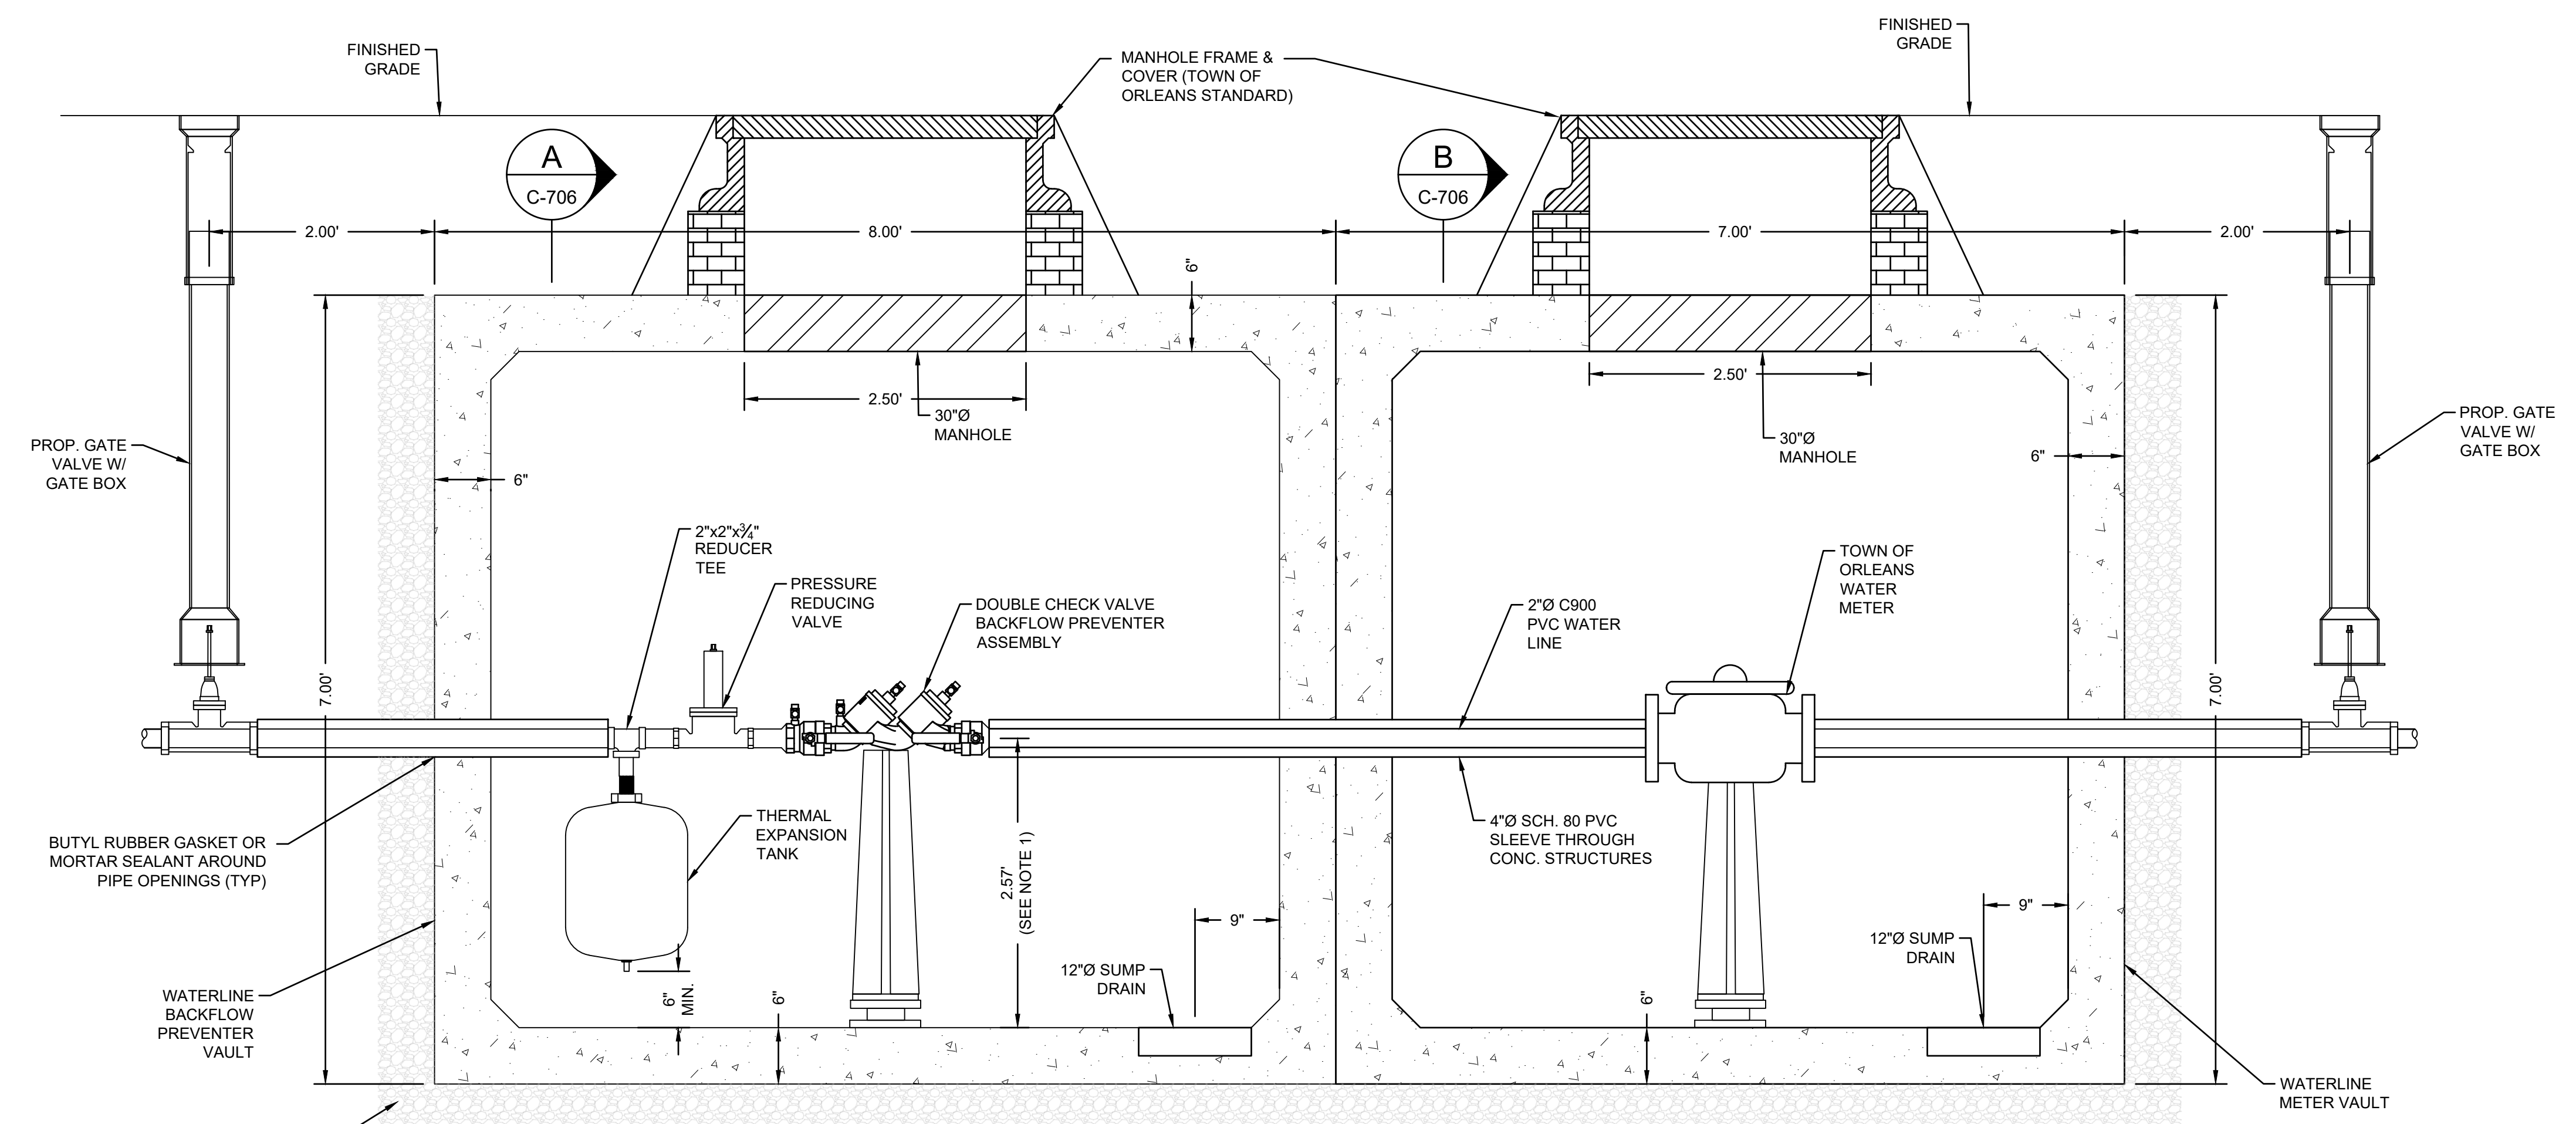 FINISHED
GRADE
MANHOLE FRAME &
COVER (TOWN OF
ORLEANS STANDARD)
FINISHED
GRADE
A
C-706
B
C-706
2.00'
8.00'
7.00'
2.00'
6"
2.50'
30"Ø
MANHOLE
2.50'
30"Ø
MANHOLE
PROP. GATE
VALVE W/
GATE BOX
6"
6"
PROP. GATE
VALVE W/
GATE BOX
2"x2"x¾"
REDUCER
TEE
PRESSURE
REDUCING
VALVE
DOUBLE CHECK VALVE
BACKFLOW PREVENTER
ASSEMBLY
2"Ø C900
PVC WATER
LINE
TOWN OF
ORLEANS
WATER
METER
7.00'
7.00'
BUTYL RUBBER GASKET OR
MORTAR SEALANT AROUND
PIPE OPENINGS (TYP)
THERMAL
EXPANSION
TANK
2.57'
(SEE NOTE 1)
4"Ø SCH. 80 PVC
SLEEVE THROUGH
CONC. STRUCTURES
9"
9"
12"Ø SUMP
DRAIN
12"Ø SUMP
DRAIN
WATERLINE
BACKFLOW
PREVENTER
VAULT
6"
MIN.
6"
6"
WATERLINE
METER VAULT